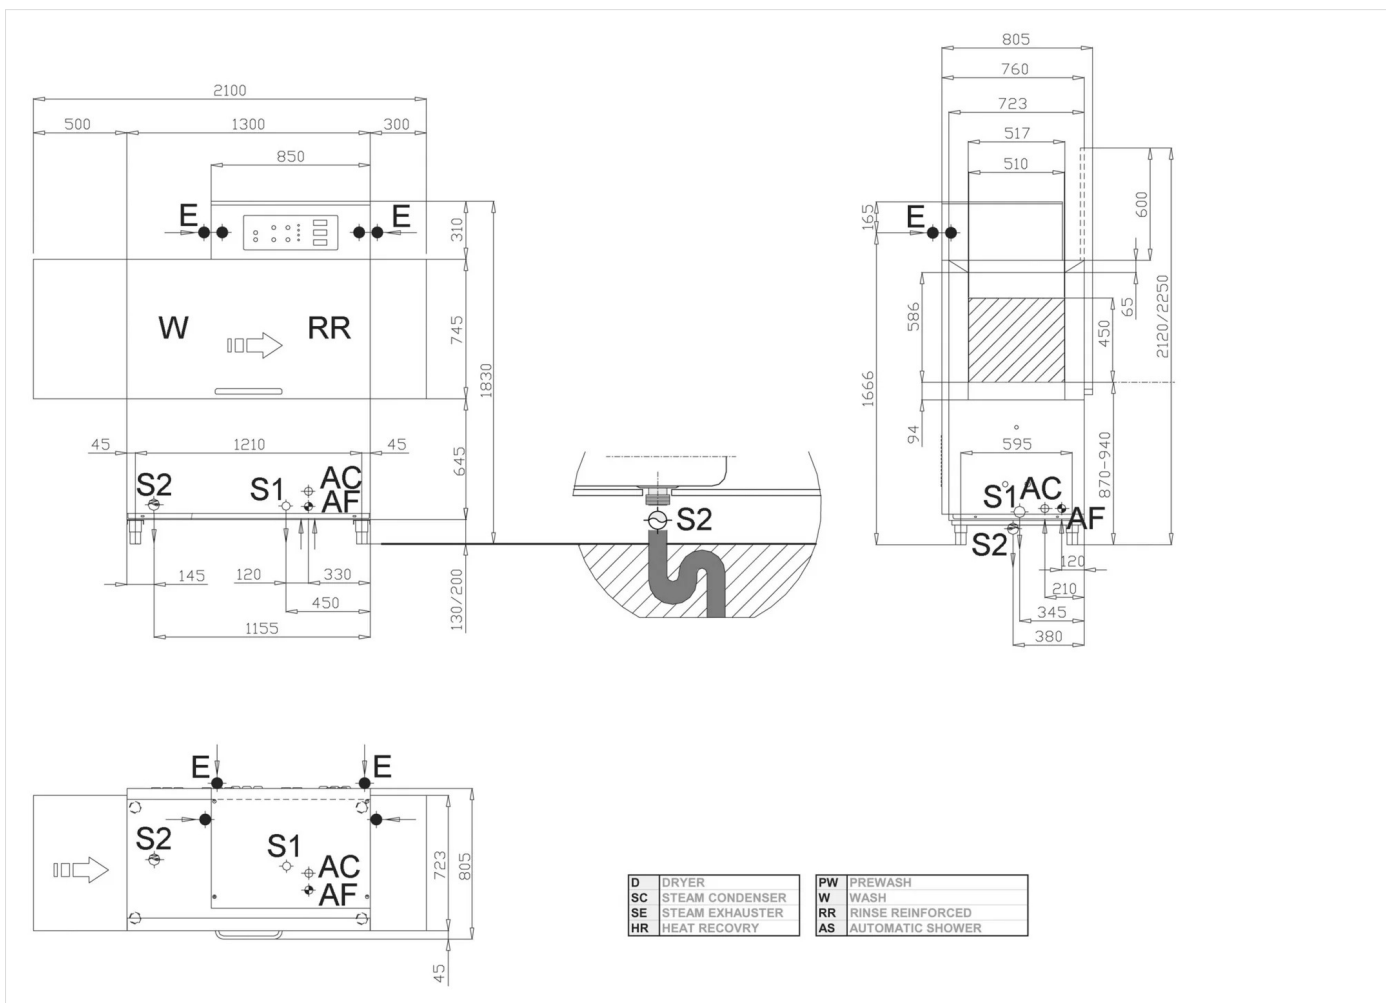 2100
500 1300 300
850
E E
310
W RR
745
1830
45 1210 45
645
S2 S1 AC
AF
145 120 330
450
1155
130/200
S2
805
760
723
517
510
600
165
E
65
586
450
2120/2250
1666
94
870-940
595
S1 AC
AF
S2
120
210
345
380
E E
S2 S1
AC
AF
723
805
45
D DRYER
SC STEAM CONDENSER
SE STEAM EXHAUSTER
HR HEAT RECOVRY
PW PREWASH
W WASH
RR RINSE REINFORCED
AS AUTOMATIC SHOWER